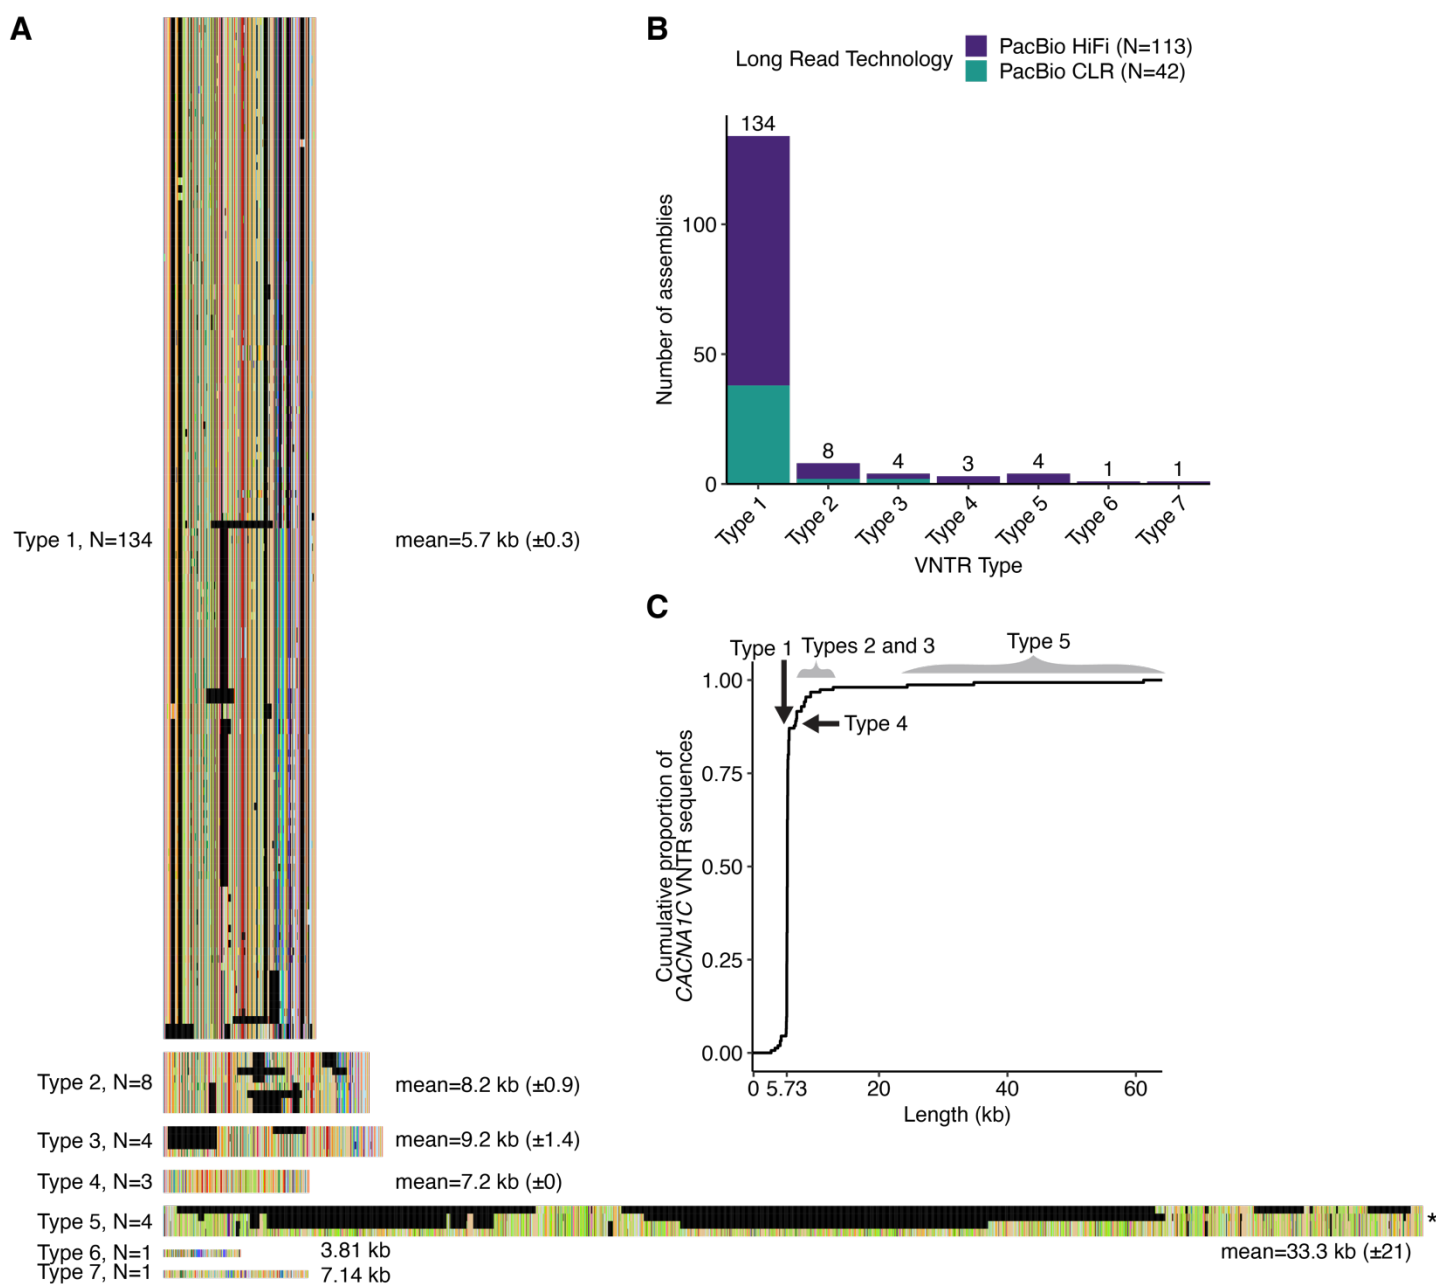 A
Type 1, N=134
mean=5.7 kb (±0.3)
Type 2, N=8
mean=8.2 kb (±0.9)
Type 3, N=4
mean=9.2 kb (±1.4)
Type 4, N=3
mean=7.2 kb (±0)
Type 5, N=4
*
mean=33.3 kb (±21)
Type 6, N=1
3.81 kb
Type 7, N=1
7.14 kb
B
Long Read Technology
PacBio HiFi (N=113)
PacBio CLR (N=42)
Number of assemblies
100
50
0
134
8
4
3
4
1
1
Type 1
Type 2
Type 3
Type 4
Type 5
Type 6
Type 7
VNTR Type
C
Type 1
Types 2 and 3
Type 5
Type 4
Cumulative proportion of
CACNA1C VNTR sequences
1.00
0.75
0.50
0.25
0.00
0 5.73 20 40 60
Length (kb)